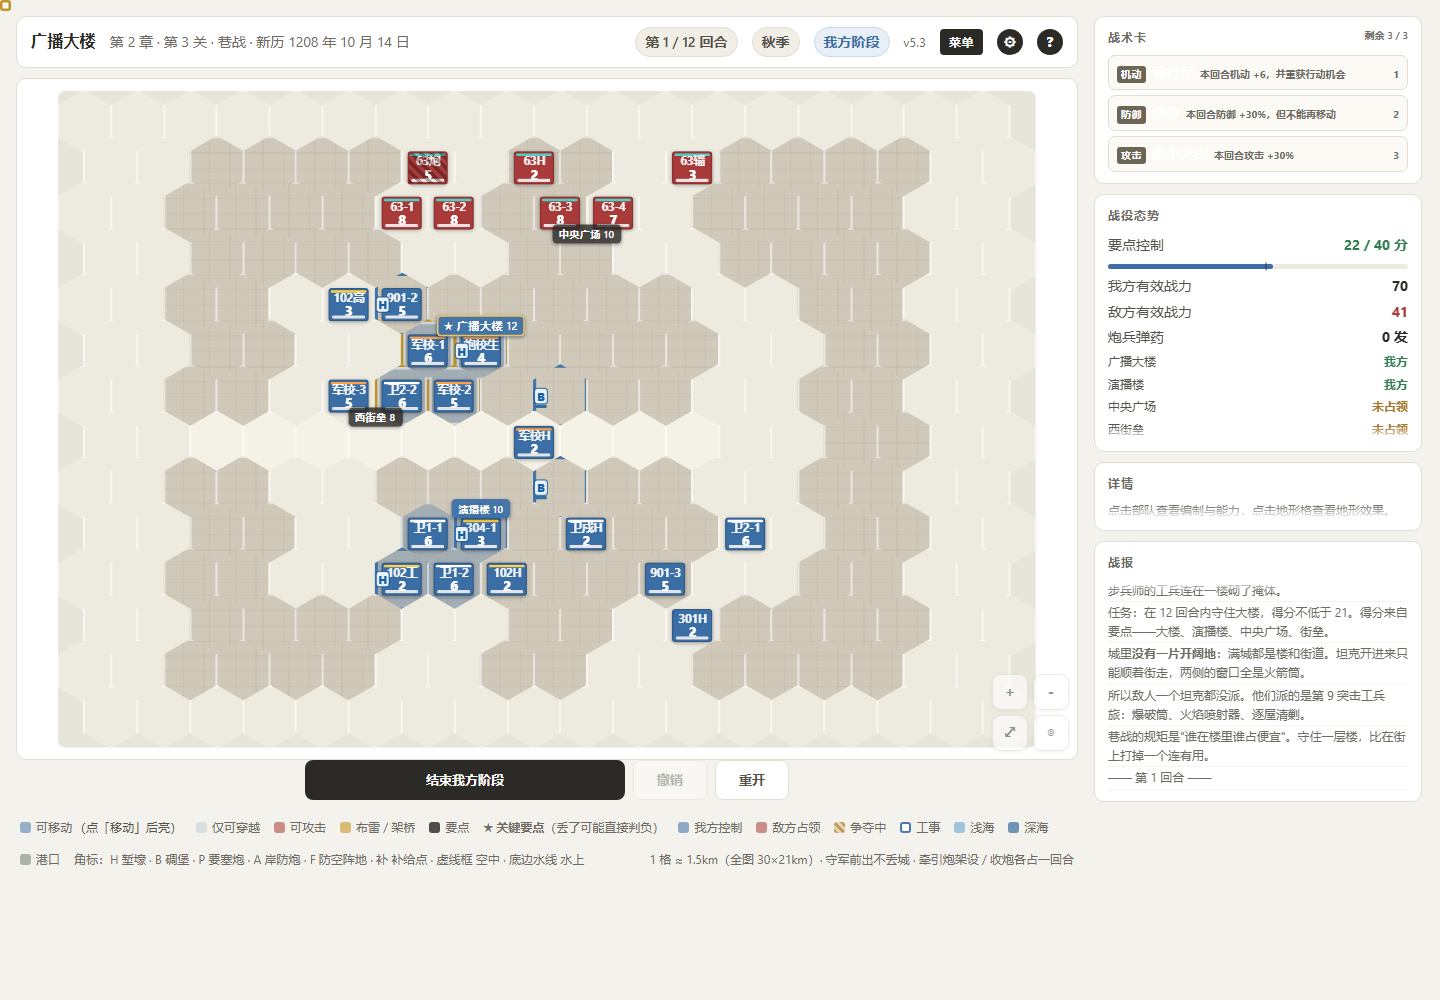 广播大楼 第 2 章 · 第 3 关 · 巷战 · 新历 1208 年 10 月 14 日
第 1 / 12 回合 秋季 我方阶段 v5.3 菜单 ⚙ ?
63炮
5
63H
2
63辎
3
63-1
8
63-2
8
63-3
8
63-4
7
中央广场 10
102高
3
H
901-2
5
★ 广播大楼 12
军校-1
6
H
炮校生
4
军校-3
5
卫2-2
6
军校-2
5
B
西街垒 8
军校H
2
B
演播楼 10
卫1-1
6
H
304-1
3
卫戍H
2
卫2-1
6
H
102工
2
卫1-2
6
102H
2
901-3
5
301H
2
+ -
结束我方阶段 撤销 重开
可移动（点「移动」后亮） 仅可穿越 可攻击 布雷 / 架桥 要点 ★ 关键要点（丢了可能直接判负） 我方控制 敌方占领 争夺中 工事 浅海 深海
港口 角标：H 堑壕 · B 碉堡 · P 要塞炮 · A 岸防炮 · F 防空阵地 · 补 补给点 · 虚线框 空中 · 底边水线 水上 1 格 ≈ 1.5km（全图 30×21km） · 守军前出不丢城 · 牵引炮架设 / 收炮各占一回合
战术卡 剩余 3 / 3
机动 本回合机动 +6，并重获行动机会 1
防御 本回合防御 +30%，但不能再移动 2
攻击 本回合攻击 +30% 3
战役态势
要点控制 22 / 40 分
我方有效战力 70
敌方有效战力 41
炮兵弹药 0 发
广播大楼 我方
演播楼 我方
中央广场 未占领
西街垒 未占领
详情
点击部队查看编制与能力，点击地形格查看地形效果。
战报
步兵师的工兵连在一楼砌了掩体。
任务：在 12 回合内守住大楼，得分不低于 21。得分来自
要点——大楼、演播楼、中央广场、街垒。
城里没有一片开阔地：满城都是楼和街道。坦克开进来只
能顺着街走，两侧的窗口全是火箭筒。
所以敌人一个坦克都没派。他们派的是第 9 突击工兵
旅：爆破筒、火焰喷射器、逐屋清剿。
巷战的规矩是"谁在楼里谁占便宜"。守住一层楼，比在街
上打掉一个连有用。
—— 第 1 回合 ——